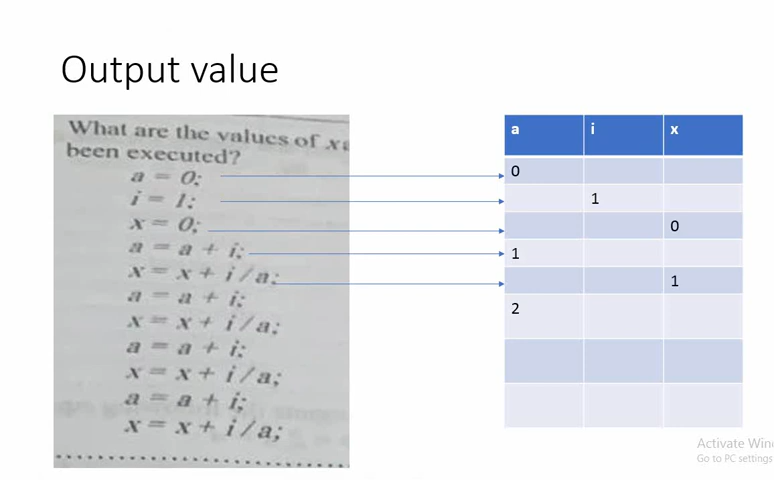 Output value
What are the values of x
been executed?
a = 0;
i = 1;
x = 0;
a = a + i;
x = x + i/a;
a = a + i;
x = x + i/a;
a = a + i;
x = x + i/a;
a = a + i;
x = x + i/a;
a i x
0
1
0
1
1
2
Activate Win
Go to PC settings